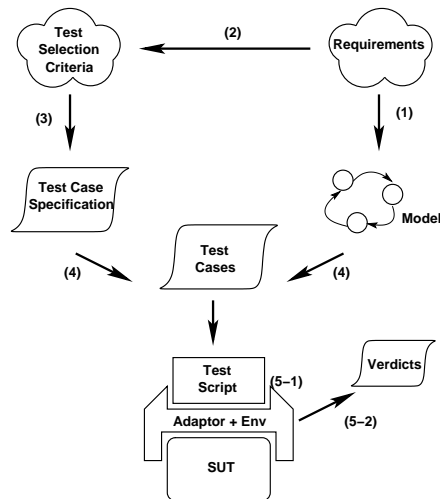 Test
Selection
Criteria
(2)
Requirements
(3)
(1)
Test Case
Specification
Model
Test
Cases
(4)
(4)
Test
Script
(5–1)
Verdicts
Adaptor + Env
(5–2)
SUT